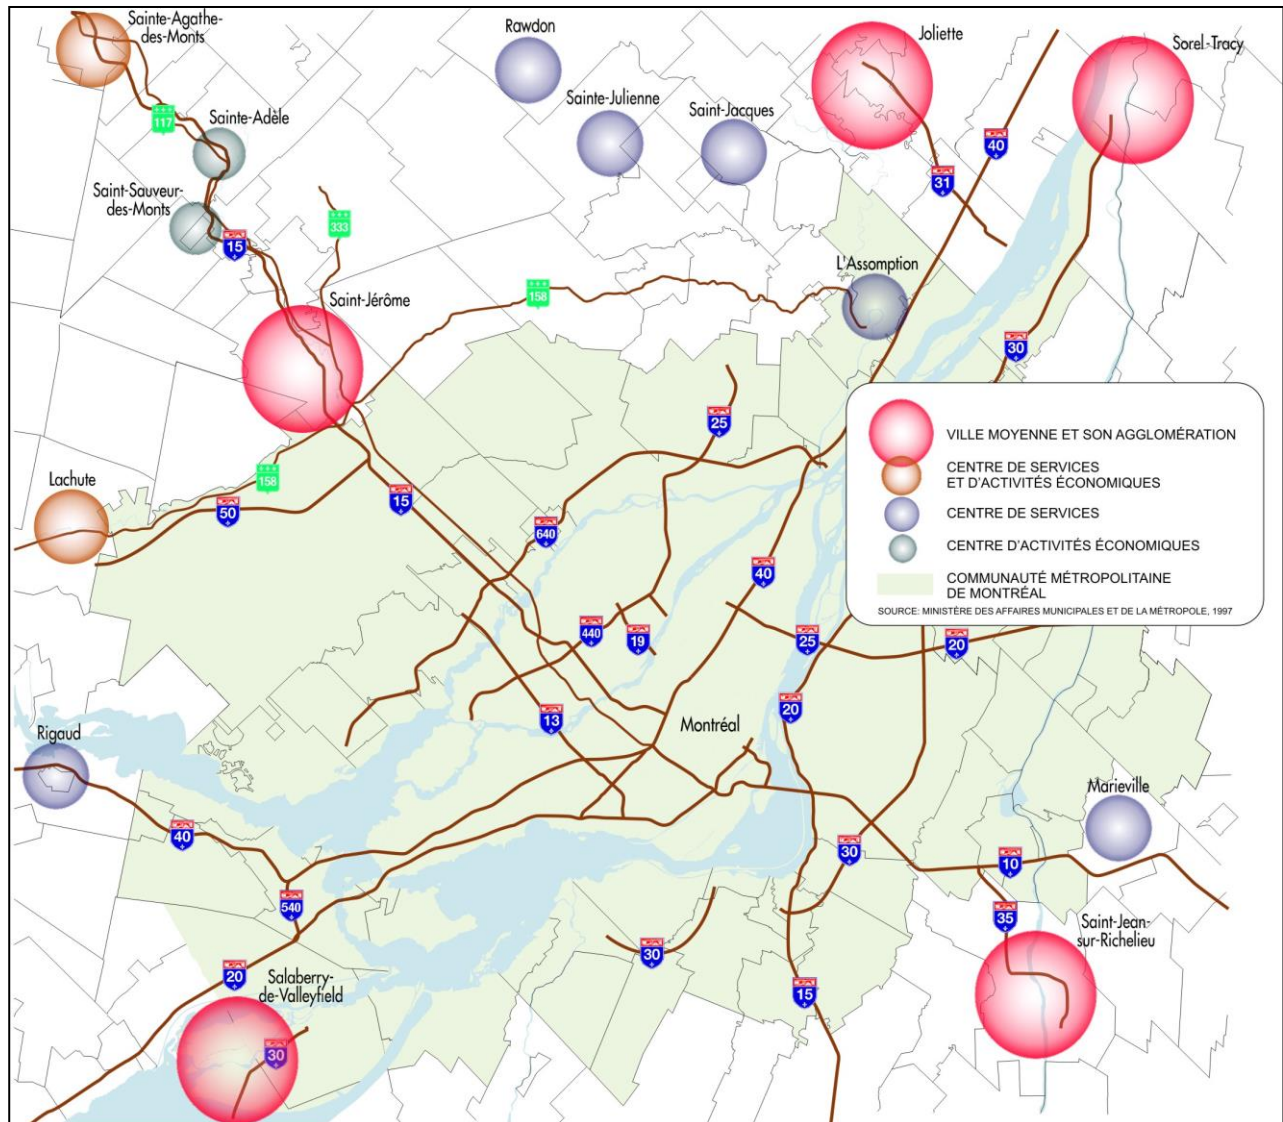 Sainte-Agathe-
des-Monts
Rawdon
Joliette
Sorel-Tracy
Sainte-Adèle
Sainte-Julienne
Saint-Jacques
117
40
31
Saint-Sauveur-
des-Monts
15
333
L'Assomption
158
Saint-Jérôme
30
25
Lachute
158
50
15
640
40
440
19
25
20
VILLE MOYENNE ET SON AGGLOMÉRATION
CENTRE DE SERVICES
ET D'ACTIVITÉS ÉCONOMIQUES
CENTRE DE SERVICES
CENTRE D'ACTIVITÉS ÉCONOMIQUES
COMMUNAUTÉ MÉTROPOLITAINE
DE MONTRÉAL
SOURCE: MINISTÈRE DES AFFAIRES MUNICIPALES ET DE LA MÉTROPOLE, 1997
20
13
Montréal
Rigaud
40
Marieville
30
10
540
35
Saint-Jean-
sur-Richelieu
30
20
Salaberry-
de-Valleyfield
15
30